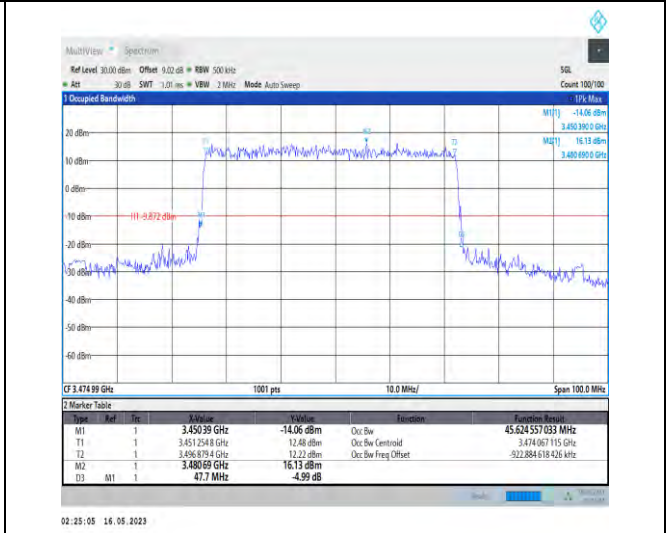 MultiView Spectrum
Ref Level 30.00 dBm Offset 9.02 dB RBW 500 kHz SGL
Att 30 dB SWT 1.01 ms VBW 2 MHz Mode Auto Sweep Count 100/100
1 Occupied Bandwidth 1Pk Max
M1[1] -14.06 dBm
3.450 390 0 GHz
20 dBm M2[1] 16.13 dBm
3.480 690 0 GHz
M2
T1 T2
10 dBm
0 dBm
-10 dBm H1 -9.872 dBm M1
-20 dBm
-30 dBm
-40 dBm
-50 dBm
-60 dBm
CF 3.474 99 GHz 1001 pts 10.0 MHz/ Span 100.0 MHz
2 Marker Table
Type Ref Trc X-Value Y-Value Function Function Result
M1 1 3.450 39 GHz -14.06 dBm Occ Bw 45.624 557 033 MHz
T1 1 3.451 254 8 GHz 12.48 dBm Occ Bw Centroid 3.474 067 115 GHz
T2 1 3.496 879 4 GHz 12.22 dBm Occ Bw Freq Offset -922.884 618 426 kHz
M2 1 3.480 69 GHz 16.13 dBm
D3 M1 1 47.7 MHz -4.99 dB
Ready
02:25:05 16.05.2023